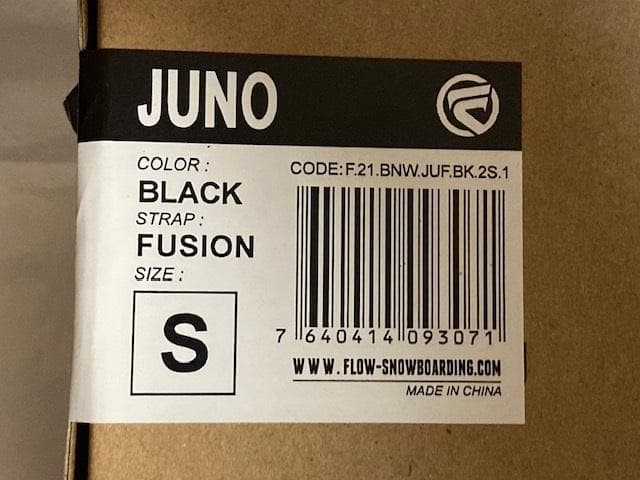 JUNO
COLOR :
BLACK
STRAP :
FUSION
SIZE :
S
CODE: F.21.BNW.JUF.BK.2S.1
7 640414 093071
WWW.FLOW-SNOWBOARDING.COM
MADE IN CHINA